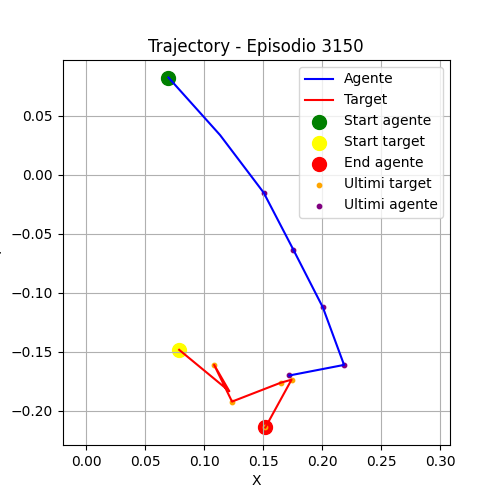 Trajectory - Episodio 3150
Agente
Target
Start agente
Start target
End agente
Ultimi target
Ultimi agente
0.05
0.00
−0.05
−0.10
−0.15
−0.20
0.00 0.05 0.10 0.15 0.20 0.25 0.30
X